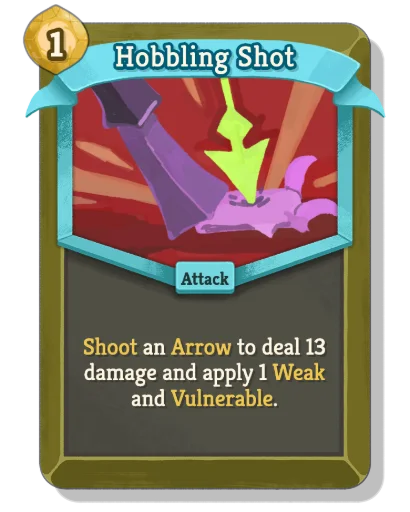 1
Hobbling Shot
Attack
Shoot an Arrow to deal 13
damage and apply 1 Weak
and Vulnerable.